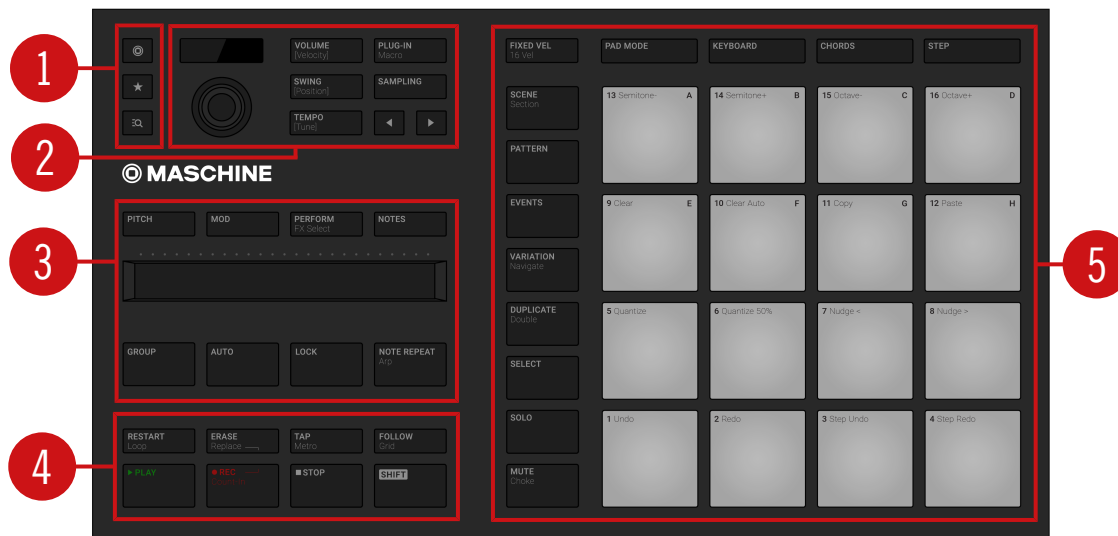 1
2
3
4
5
VOLUME
[Velocity]
PLUG-IN
Macro
SWING
[Position]
SAMPLING
TEMPO
[Tune]
MASCHINE
PITCH
MOD
PERFORM
FX Select
NOTES
GROUP
AUTO
LOCK
NOTE REPEAT
Arp
RESTART
Loop
ERASE
Replace
TAP
Metro
FOLLOW
Grid
PLAY
REC
Count In
STOP
SHIFT
FIXED VEL
16 Vel
PAD MODE
KEYBOARD
CHORDS
STEP
SCENE
Section
13 Semitone- A
14 Semitone+ B
15 Octave- C
16 Octave+ D
PATTERN
EVENTS
9 Clear E
10 Clear Auto F
11 Copy G
12 Paste H
VARIATION
Navigate
DUPLICATE
Double
5 Quantize
6 Quantize 50%
7 Nudge <
8 Nudge >
SELECT
SOLO
1 Undo
2 Redo
3 Step Undo
4 Step Redo
MUTE
Choke